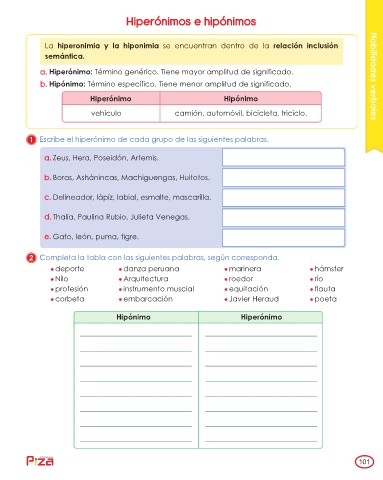 Hiperónimos e hipónimos
Habilidades verbales
La hiperonimia y la hiponimia se encuentran dentro de la relación inclusión
semántica.
a. Hiperónimo: Término genérico. Tiene mayor amplitud de significado.
b. Hipónimo: Término específico. Tiene menor amplitud de significado.
Hiperónimo Hipónimo
vehículo camión, automóvil, bicicleta, triciclo.
1 Escribe el hiperónimo de cada grupo de las siguientes palabras.
a. Zeus, Hera, Poseidón, Artemis.
b. Boras, Ashánincas, Machiguengas, Huitotos.
c. Delineador, lápiz, labial, esmalte, mascarilla.
d. Thalía, Paulina Rubio, Julieta Venegas.
e. Gato, león, puma, tigre.
2 Completa la tabla con las siguientes palabras, según corresponda.
• deporte • danza peruana • marinera • hámster
• Nilo • Arquitectura • roedor • río
• profesión • instrumento muscial • equitación • flauta
• corbeta • embarcación • Javier Heraud • poeta
Hipónimo Hiperónimo
Piza
101